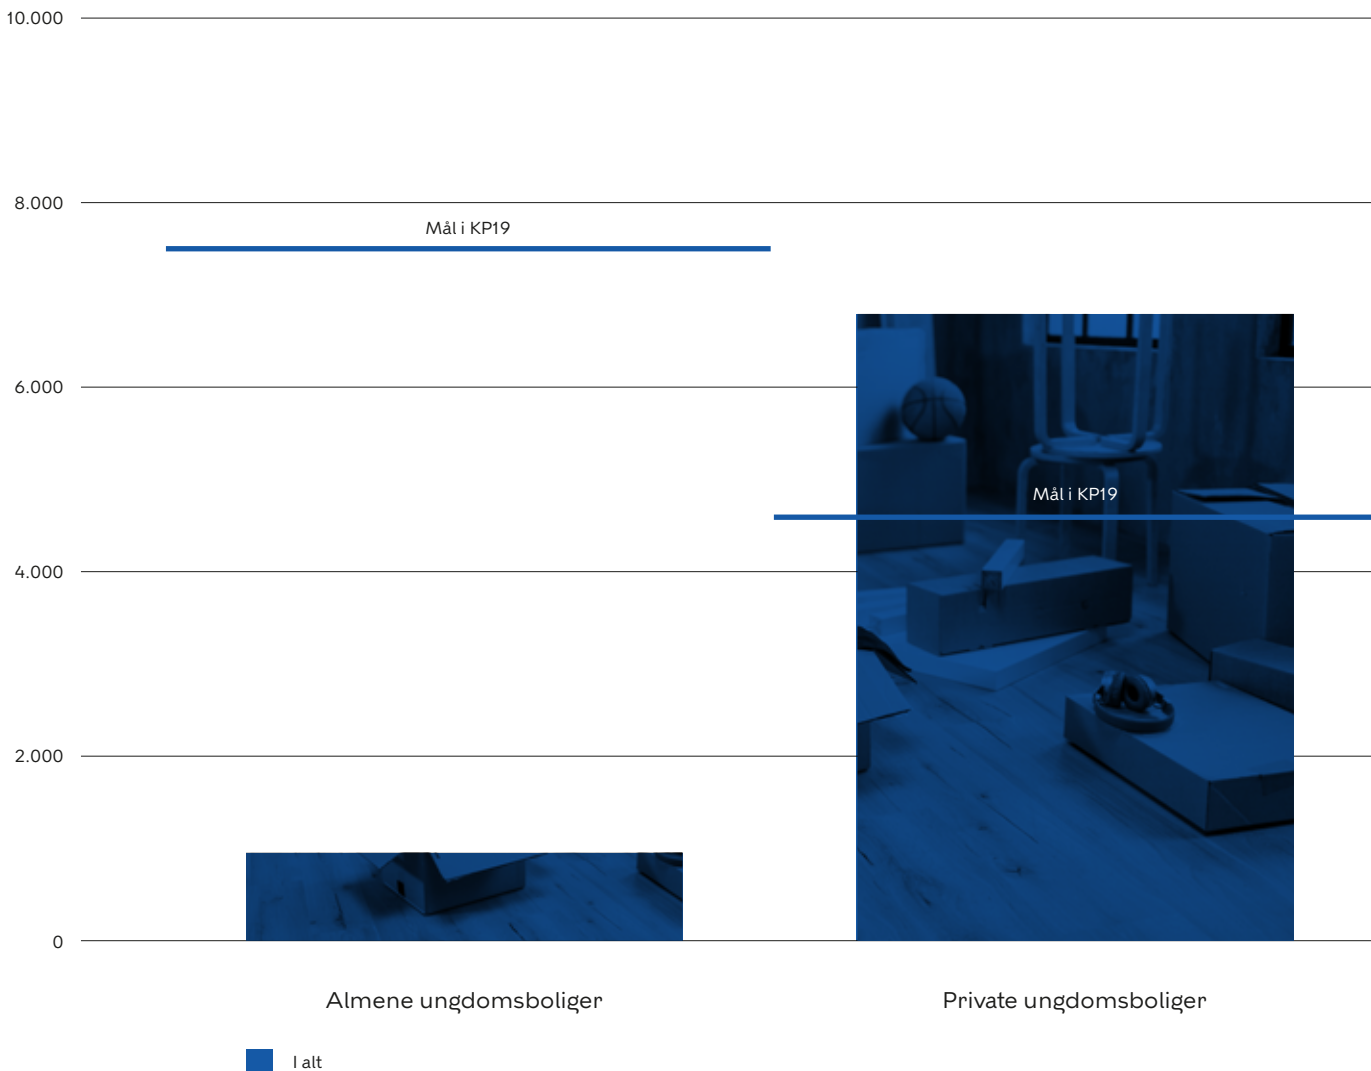 10.000
8.000
Mål i KP19
6.000
Mål i KP19
4.000
2.000
0
Almene ungdomsboliger
Private ungdomsboliger
I alt